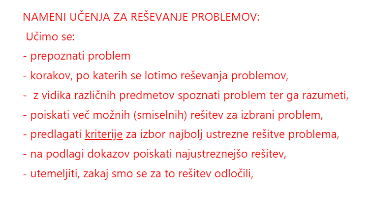 NAMENI UČENJA ZA REŠEVANJE PROBLEMOV:
Učimo se:
- prepoznati problem
- korakov, po katerih se lotimo reševanja problemov,
- z vidika različnih predmetov spoznati problem ter ga razumeti,
- poiskati več možnih (smiselnih) rešitev za izbrani problem,
- predlagati kriterije za izbor najbolj ustrezne rešitve problema,
- na podlagi dokazov poiskati najustreznejšo rešitev,
- utemeljiti, zakaj smo se za to rešitev odločili,